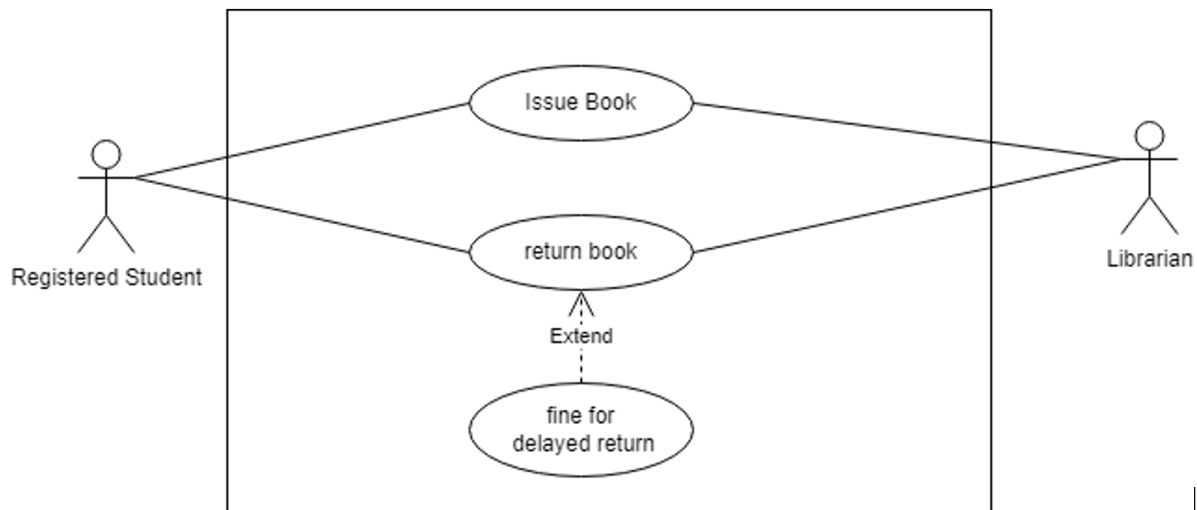 Issue Book
Registered Student
return book
Librarian
Extend
fine for
delayed return